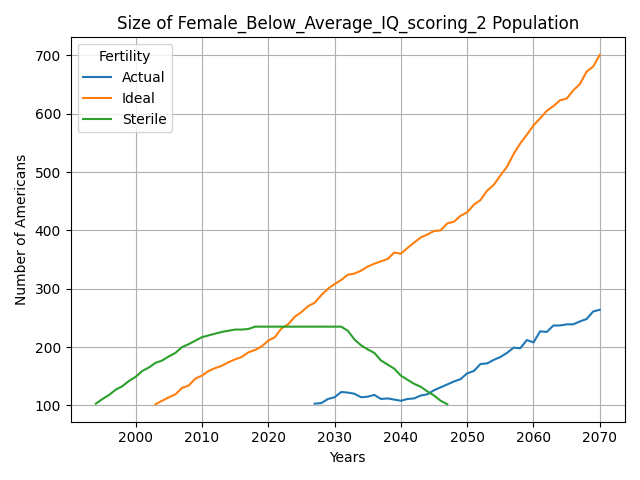 Size of Female_Below_Average_IQ_scoring_2 Population
Fertility
Actual
Ideal
Sterile
Number of Americans
700
600
500
400
300
200
100
2000
2010
2020
2030
2040
2050
2060
2070
Years